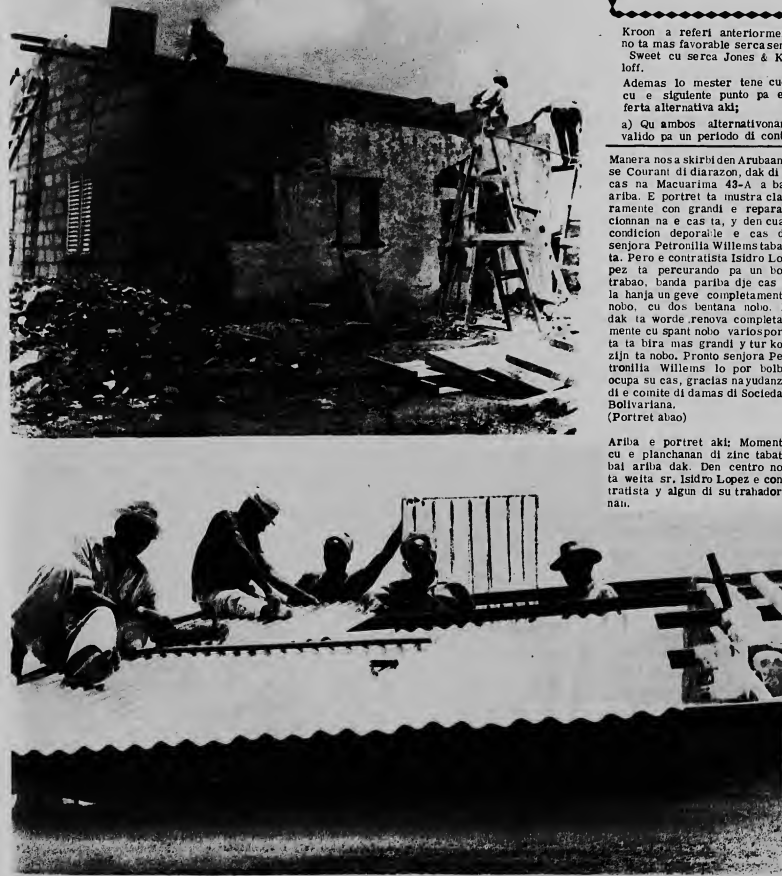 Kroon a referi anteriorme
no ta mas favorable serca sen
Sweet cu serca Jones & K
loff.
Ademas lo mester tene cu
cu e siguiente punto pa e
ferta alternativa aki;
a) Qu ambos alternativonan
valido pa un periodo di cont
Manera nos a skirbi den Arubaan
se Courant di diarazon, dak di
cas na Macuarima 43-A a ba
ariba. E portret ta mustra cla
ramente con grandi e repara
cionnan na e cas ta, y den cua
condicion deporable e cas d
senjora Petronilia Willems taba
ta. Pero e contratista Isidro Lo
pez ta percurando pa un bo
trabao, banda pariba dje cas
la hanja un geve completament
nobo, cu dos bentana nobo.
dak ta worde renova completa
mente cu spant nobo varios por
ta ta bira mas grandi y tur ko
zijn ta nobo. Pronto senjora Pe
tronilia Willems lo por bolb
ocupa su cas, gracias na yudanz
di e comite di damas di Socieda
Bolivariana.
(Portret abao)
Ariba e portret aki: Moment
cu e planchanan di zinc tabat
bai ariba dak. Den centro no
ta weita sr. Isidro Lopez e con
tratista y algun di su trahador
nan.